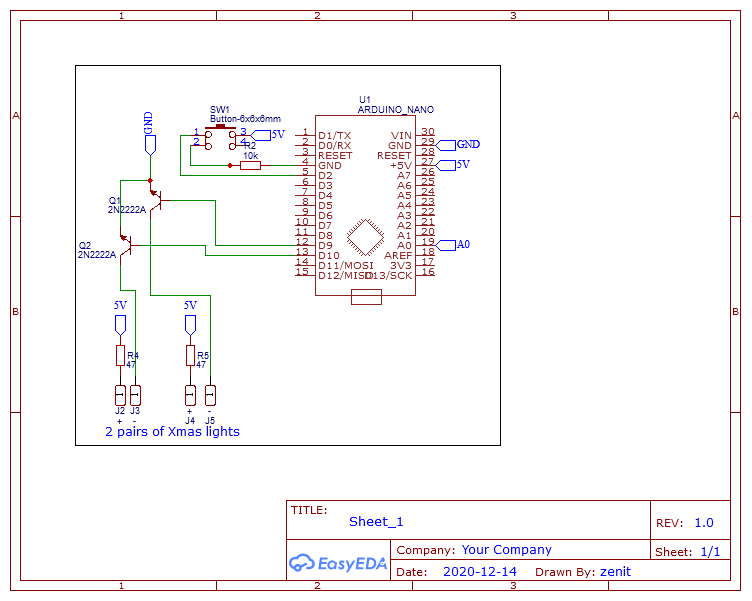 1 2 3
A A
B B
SW1
Button-6x6x6mm
1 3 5V
2 4
R2
10k
GND
Q1
2N2222A
Q2
2N2222A
U1
ARDUINO_NANO
1 D1/TX VIN 30
2 D0/RX GND 29 GND
3 RESET RESET 28
4 GND +5V 27 5V
5 D2 A7 26
6 D3 A6 25
7 D4 A5 24
8 D5 A4 23
9 D6 A3 22
10 D7 A2 21
11 D8 A1 20
12 D9 A0 19 A0
13 D10 AREF 18
14 D11/MOSI 3V3 17
15 D12/MISO D13/SCK 16
5V 5V
R4 R5
47 47
1 1 1 1
J2 J3 + -
+ - J4 J5
2 pairs of Xmas lights
TITLE:
Sheet_1
REV: 1.0
EasyEDA
Company: Your Company
Sheet: 1/1
Date: 2020-12-14 Drawn By: zenit
1 2 3